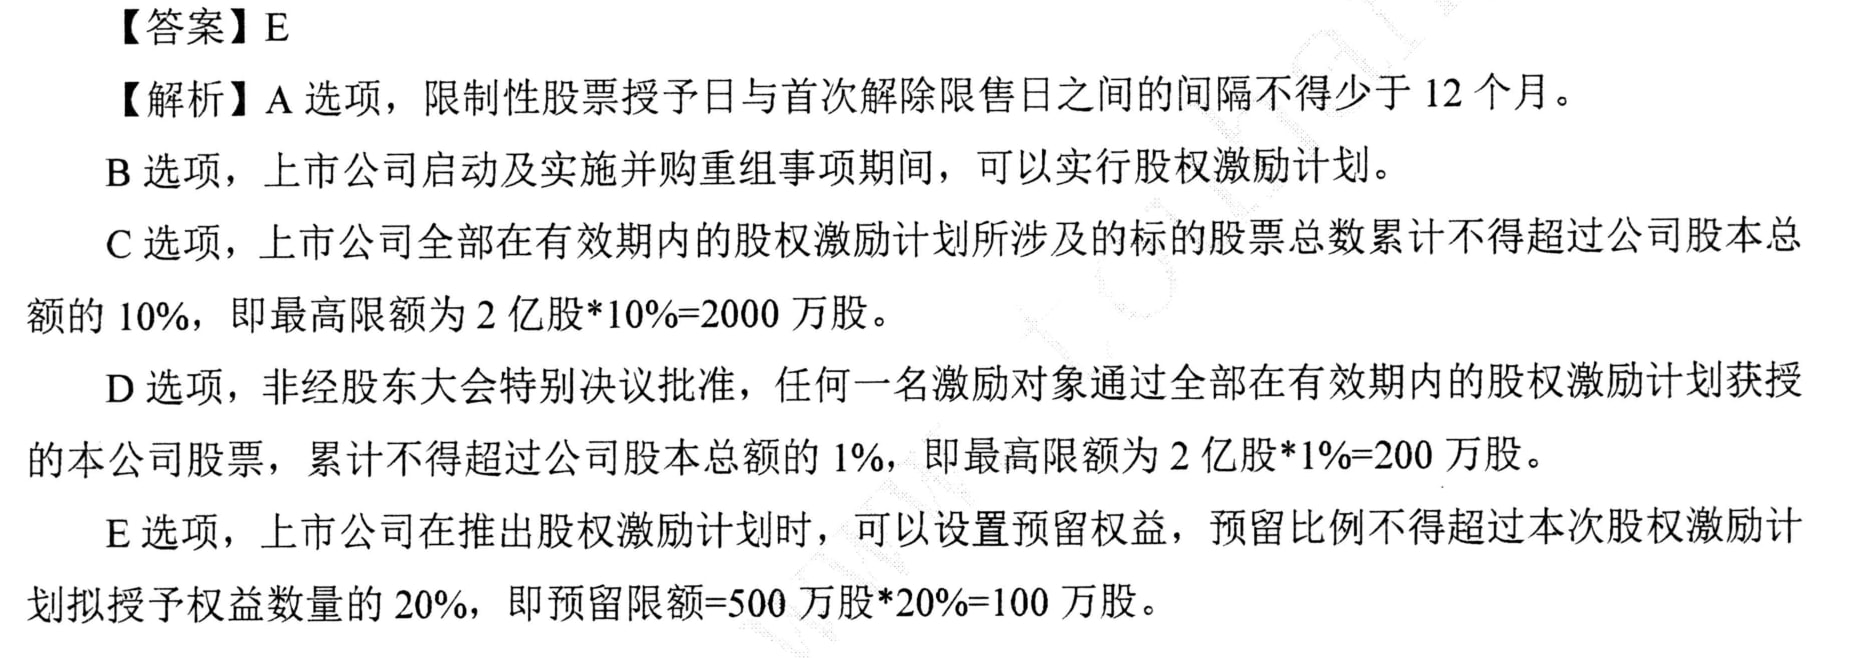 【答案】E
【解析】A 选项，限制性股票授予日与首次解除限售日之间的间隔不得少于 12 个月。
B 选项，上市公司启动及实施并购重组事项期间，可以实行股权激励计划。
C 选项，上市公司全部在有效期内的股权激励计划所涉及的标的股票总数累计不得超过公司股本总
额的 10%，即最高限额为 2 亿股*10%=2000 万股。
D 选项，非经股东大会特别决议批准，任何一名激励对象通过全部在有效期内的股权激励计划获授
的本公司股票，累计不得超过公司股本总额的 1%，即最高限额为 2 亿股*1%=200 万股。
E 选项，上市公司在推出股权激励计划时，可以设置预留权益，预留比例不得超过本次股权激励计
划拟授予权益数量的 20%，即预留限额=500 万股*20%=100 万股。